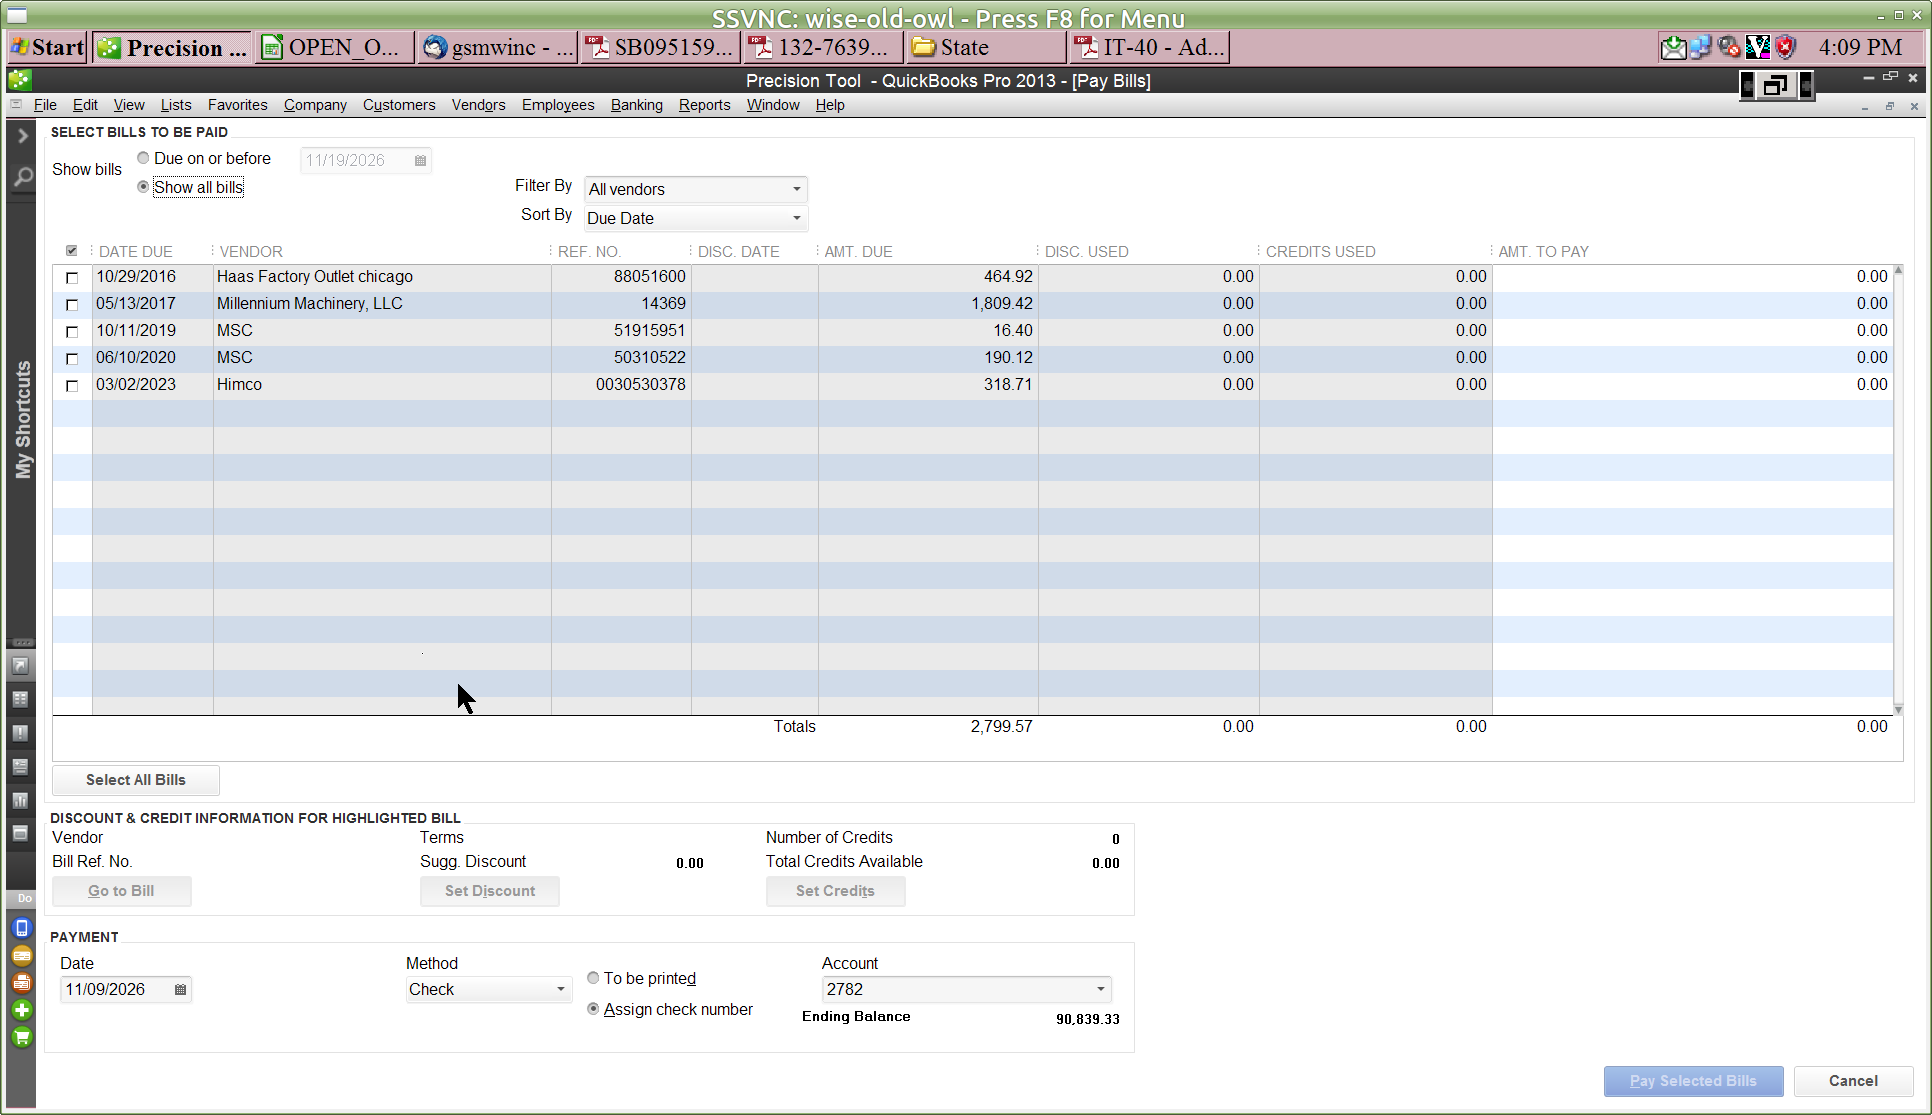 SSVNC: wise-old-owl - Press F8 for Menu
Start Precision ... OPEN_O... gsmwinc - ... SB095159... 132-7639... State IT-40 - Ad... 4:09 PM
Precision Tool - QuickBooks Pro 2013 - [Pay Bills]
File Edit View Lists Favorites Company Customers Vendors Employees Banking Reports Window Help
SELECT BILLS TO BE PAID
Show bills
Due on or before 11/19/2026
Show all bills
Filter By All vendors
Sort By Due Date
DATE DUE VENDOR REF. NO. DISC. DATE AMT. DUE DISC. USED CREDITS USED AMT. TO PAY
10/29/2016 Haas Factory Outlet chicago 88051600 464.92 0.00 0.00 0.00
05/13/2017 Millennium Machinery, LLC 14369 1,809.42 0.00 0.00 0.00
10/11/2019 MSC 51915951 16.40 0.00 0.00 0.00
06/10/2020 MSC 50310522 190.12 0.00 0.00 0.00
03/02/2023 Himco 0030530378 318.71 0.00 0.00 0.00
Totals 2,799.57 0.00 0.00 0.00
Select All Bills
My Shortcuts
Do
DISCOUNT & CREDIT INFORMATION FOR HIGHLIGHTED BILL
Vendor Terms Number of Credits 0
Bill Ref. No. Sugg. Discount 0.00 Total Credits Available 0.00
Go to Bill Set Discount Set Credits
PAYMENT
Date Method Account
11/09/2026 Check To be printed 2782
Assign check number
Ending Balance 90,839.33
Pay Selected Bills Cancel